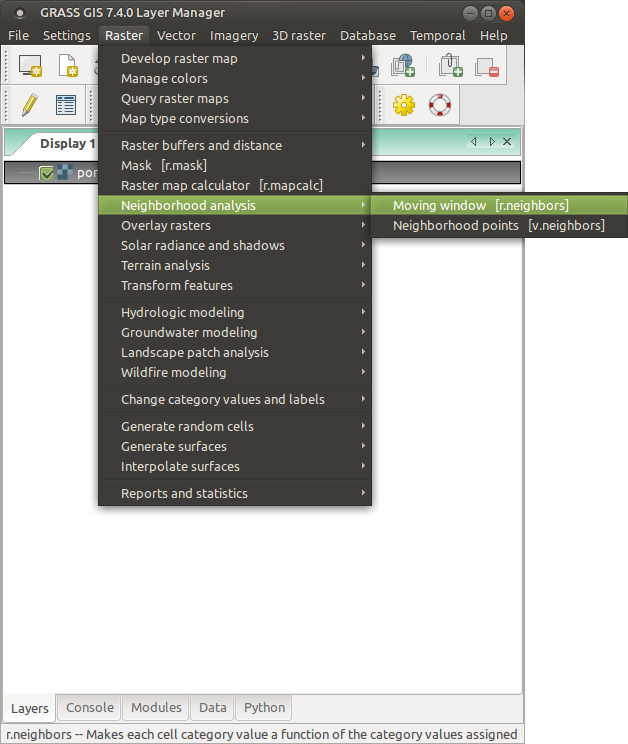 GRASS GIS 7.4.0 Layer Manager
File Settings Raster Vector Imagery 3D raster Database Temporal Help
Develop raster map
Manage colors
Query raster maps
Map type conversions
Display 1
Raster buffers and distance
Mask [r.mask]
Raster map calculator [r.mapcalc]
Neighborhood analysis
Moving window [r.neighbors]
Overlay rasters
Neighborhood points [v.neighbors]
Solar radiation and shadows
Terrain analysis
Transform features
Hydrologic modeling
Groundwater modeling
Landscape patch analysis
Wildfire modeling
Change category values and labels
Generate random cells
Generate surfaces
Interpolate surfaces
Reports and statistics
Layers Console Modules Data Python
r.neighbors -- Makes each cell category value a function of the category values assigned